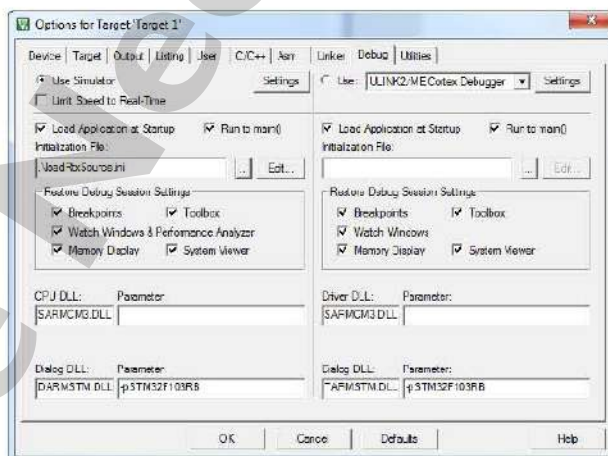 Options for Target 'Target 1'
Device Target Output Listing User C/C++ Asm Linker Debug Utilities
Use Simulator Settings
Limit Speed to Real-Time
Load Application at Startup Run to main()
Initialization File:
.\loadRtxSource.ini ... Edit...
Restore Debug Session Settings
Breakpoints Toolbox
Watch Windows & Performance Analyzer
Memory Display System Viewer
CPU DLL: Parameter:
SARMCM3.DLL
Dialog DLL: Parameter:
DARMSTM.DLL -pSTM32F103RB
Use: ULINK2/ME Cortex Debugger Settings
Load Application at Startup Run to main()
Initialization File:
... Edit...
Restore Debug Session Settings
Breakpoints Toolbox
Watch Windows
Memory Display System Viewer
Driver DLL: Parameter:
SARMCM3.DLL
Dialog DLL: Parameter:
TARMSTM.DLL -pSTM32F103RB
OK Cancel Defaults Help